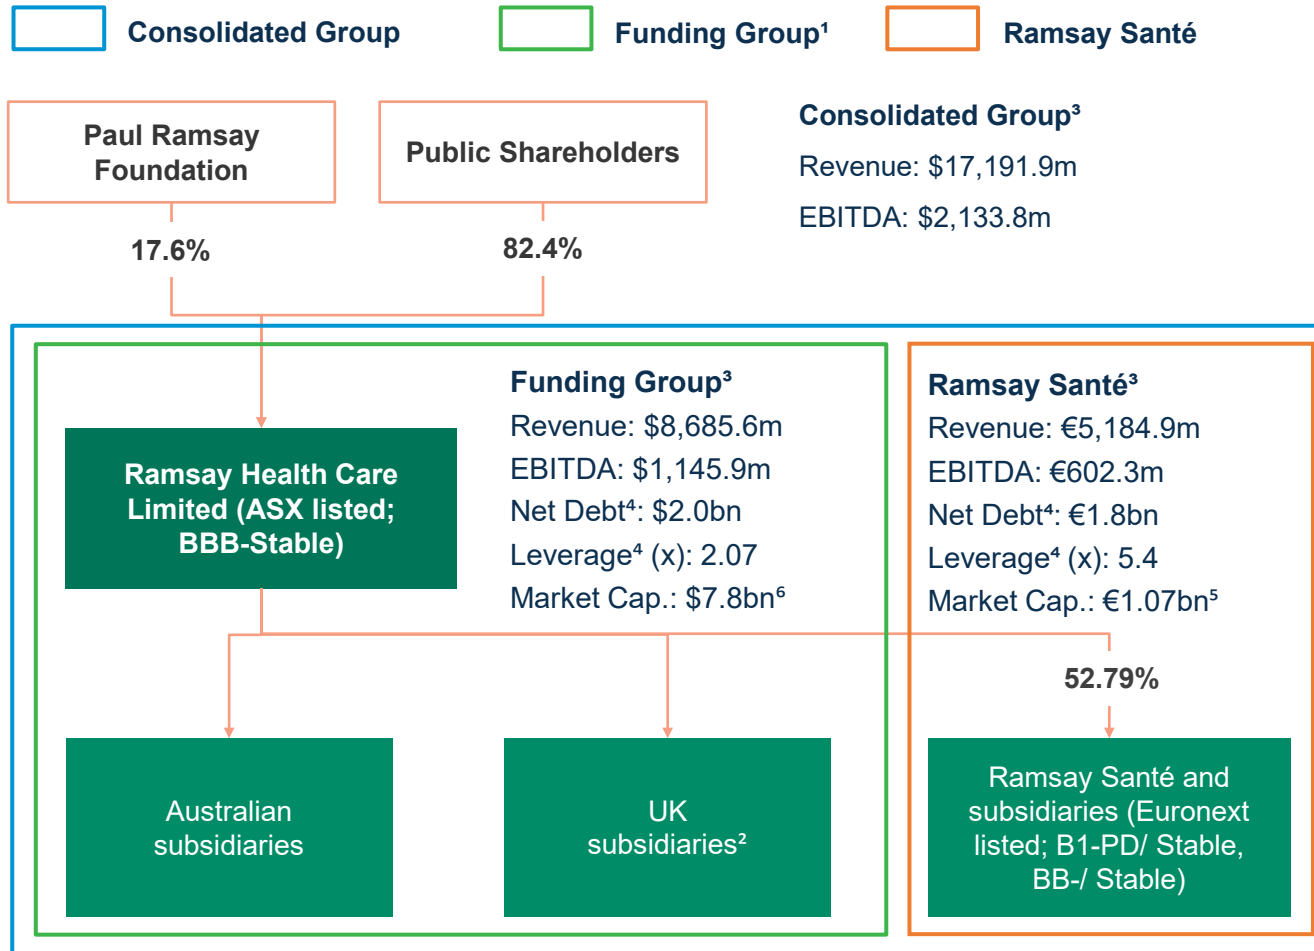 Consolidated Group
Funding Group¹
Ramsay Santé
Paul Ramsay
Foundation
Public Shareholders
Consolidated Group³
Revenue: $17,191.9m
EBITDA: $2,133.8m
17.6%
82.4%
Ramsay Health Care
Limited (ASX listed;
BBB-Stable)
Funding Group³
Revenue: $8,685.6m
EBITDA: $1,145.9m
Net Debt⁴: $2.0bn
Leverage⁴ (x): 2.07
Market Cap.: $7.8bn⁶
Ramsay Santé³
Revenue: €5,184.9m
EBITDA: €602.3m
Net Debt⁴: €1.8bn
Leverage⁴ (x): 5.4
Market Cap.: €1.07bn⁵
52.79%
Australian
subsidiaries
UK
subsidiaries²
Ramsay Santé and
subsidiaries (Euronext
listed; B1-PD/ Stable,
BB-/ Stable)